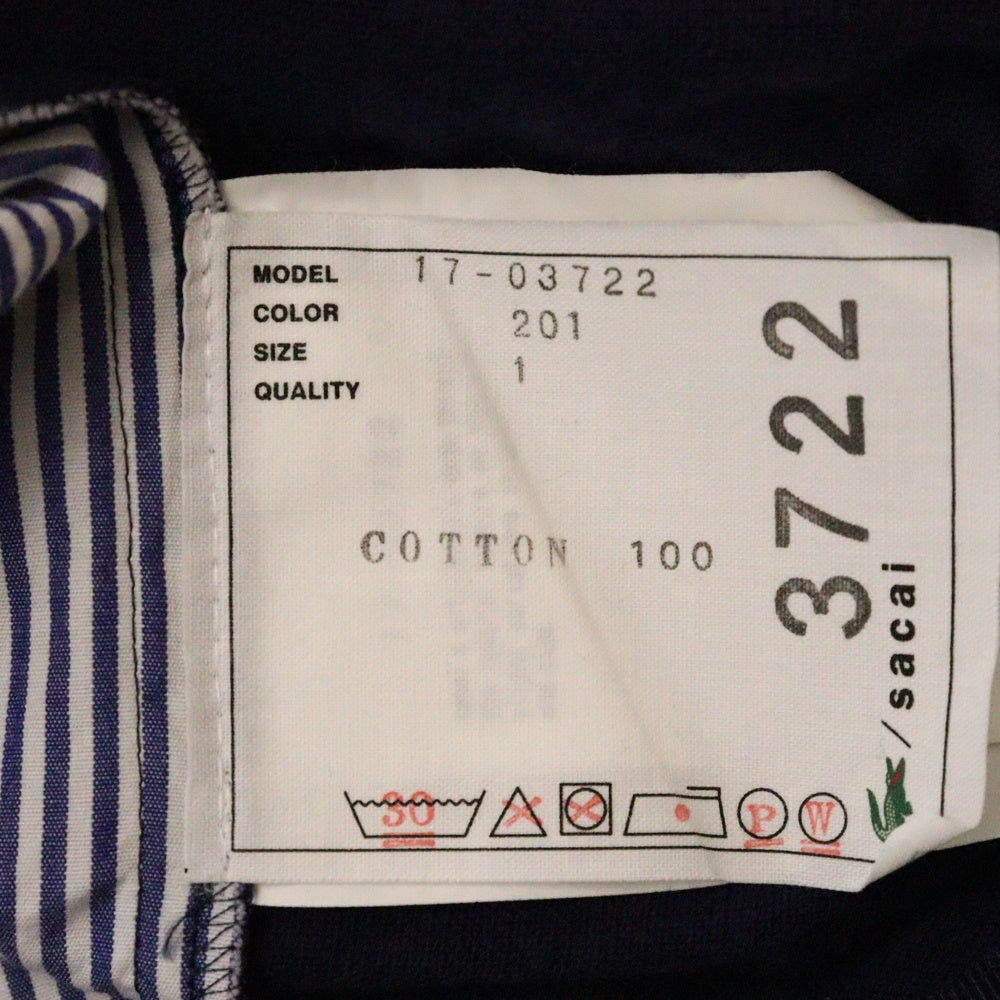 MODEL 17-03722
COLOR 201
SIZE 1
QUALITY
COTTON 100
3722
/sacai
30
P
W